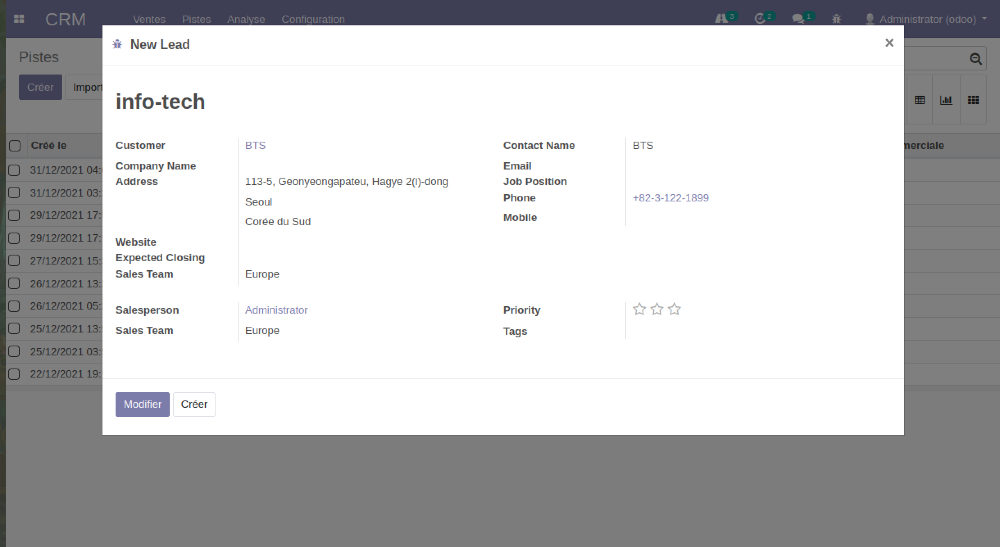 CRM Ventes Pistes Analyse Configuration 3 2 1 Administrator (odoo)
New Lead ×
Pistes
Créer Import
info-tech
Créé le merciale
Customer BTS Contact Name BTS
Company Name Email
Address 113-5, Geonyeongapateu, Hagye 2(i)-dong Job Position
Seoul Phone +82-3-122-1899
Corée du Sud Mobile
Website
Expected Closing
Sales Team Europe
Salesperson Administrator Priority
Sales Team Europe Tags
31/12/2021 04:
31/12/2021 03:
29/12/2021 17:
29/12/2021 17:
27/12/2021 15:
26/12/2021 13:
26/12/2021 05:
25/12/2021 13:
25/12/2021 03:
22/12/2021 19:
Modifier Créer